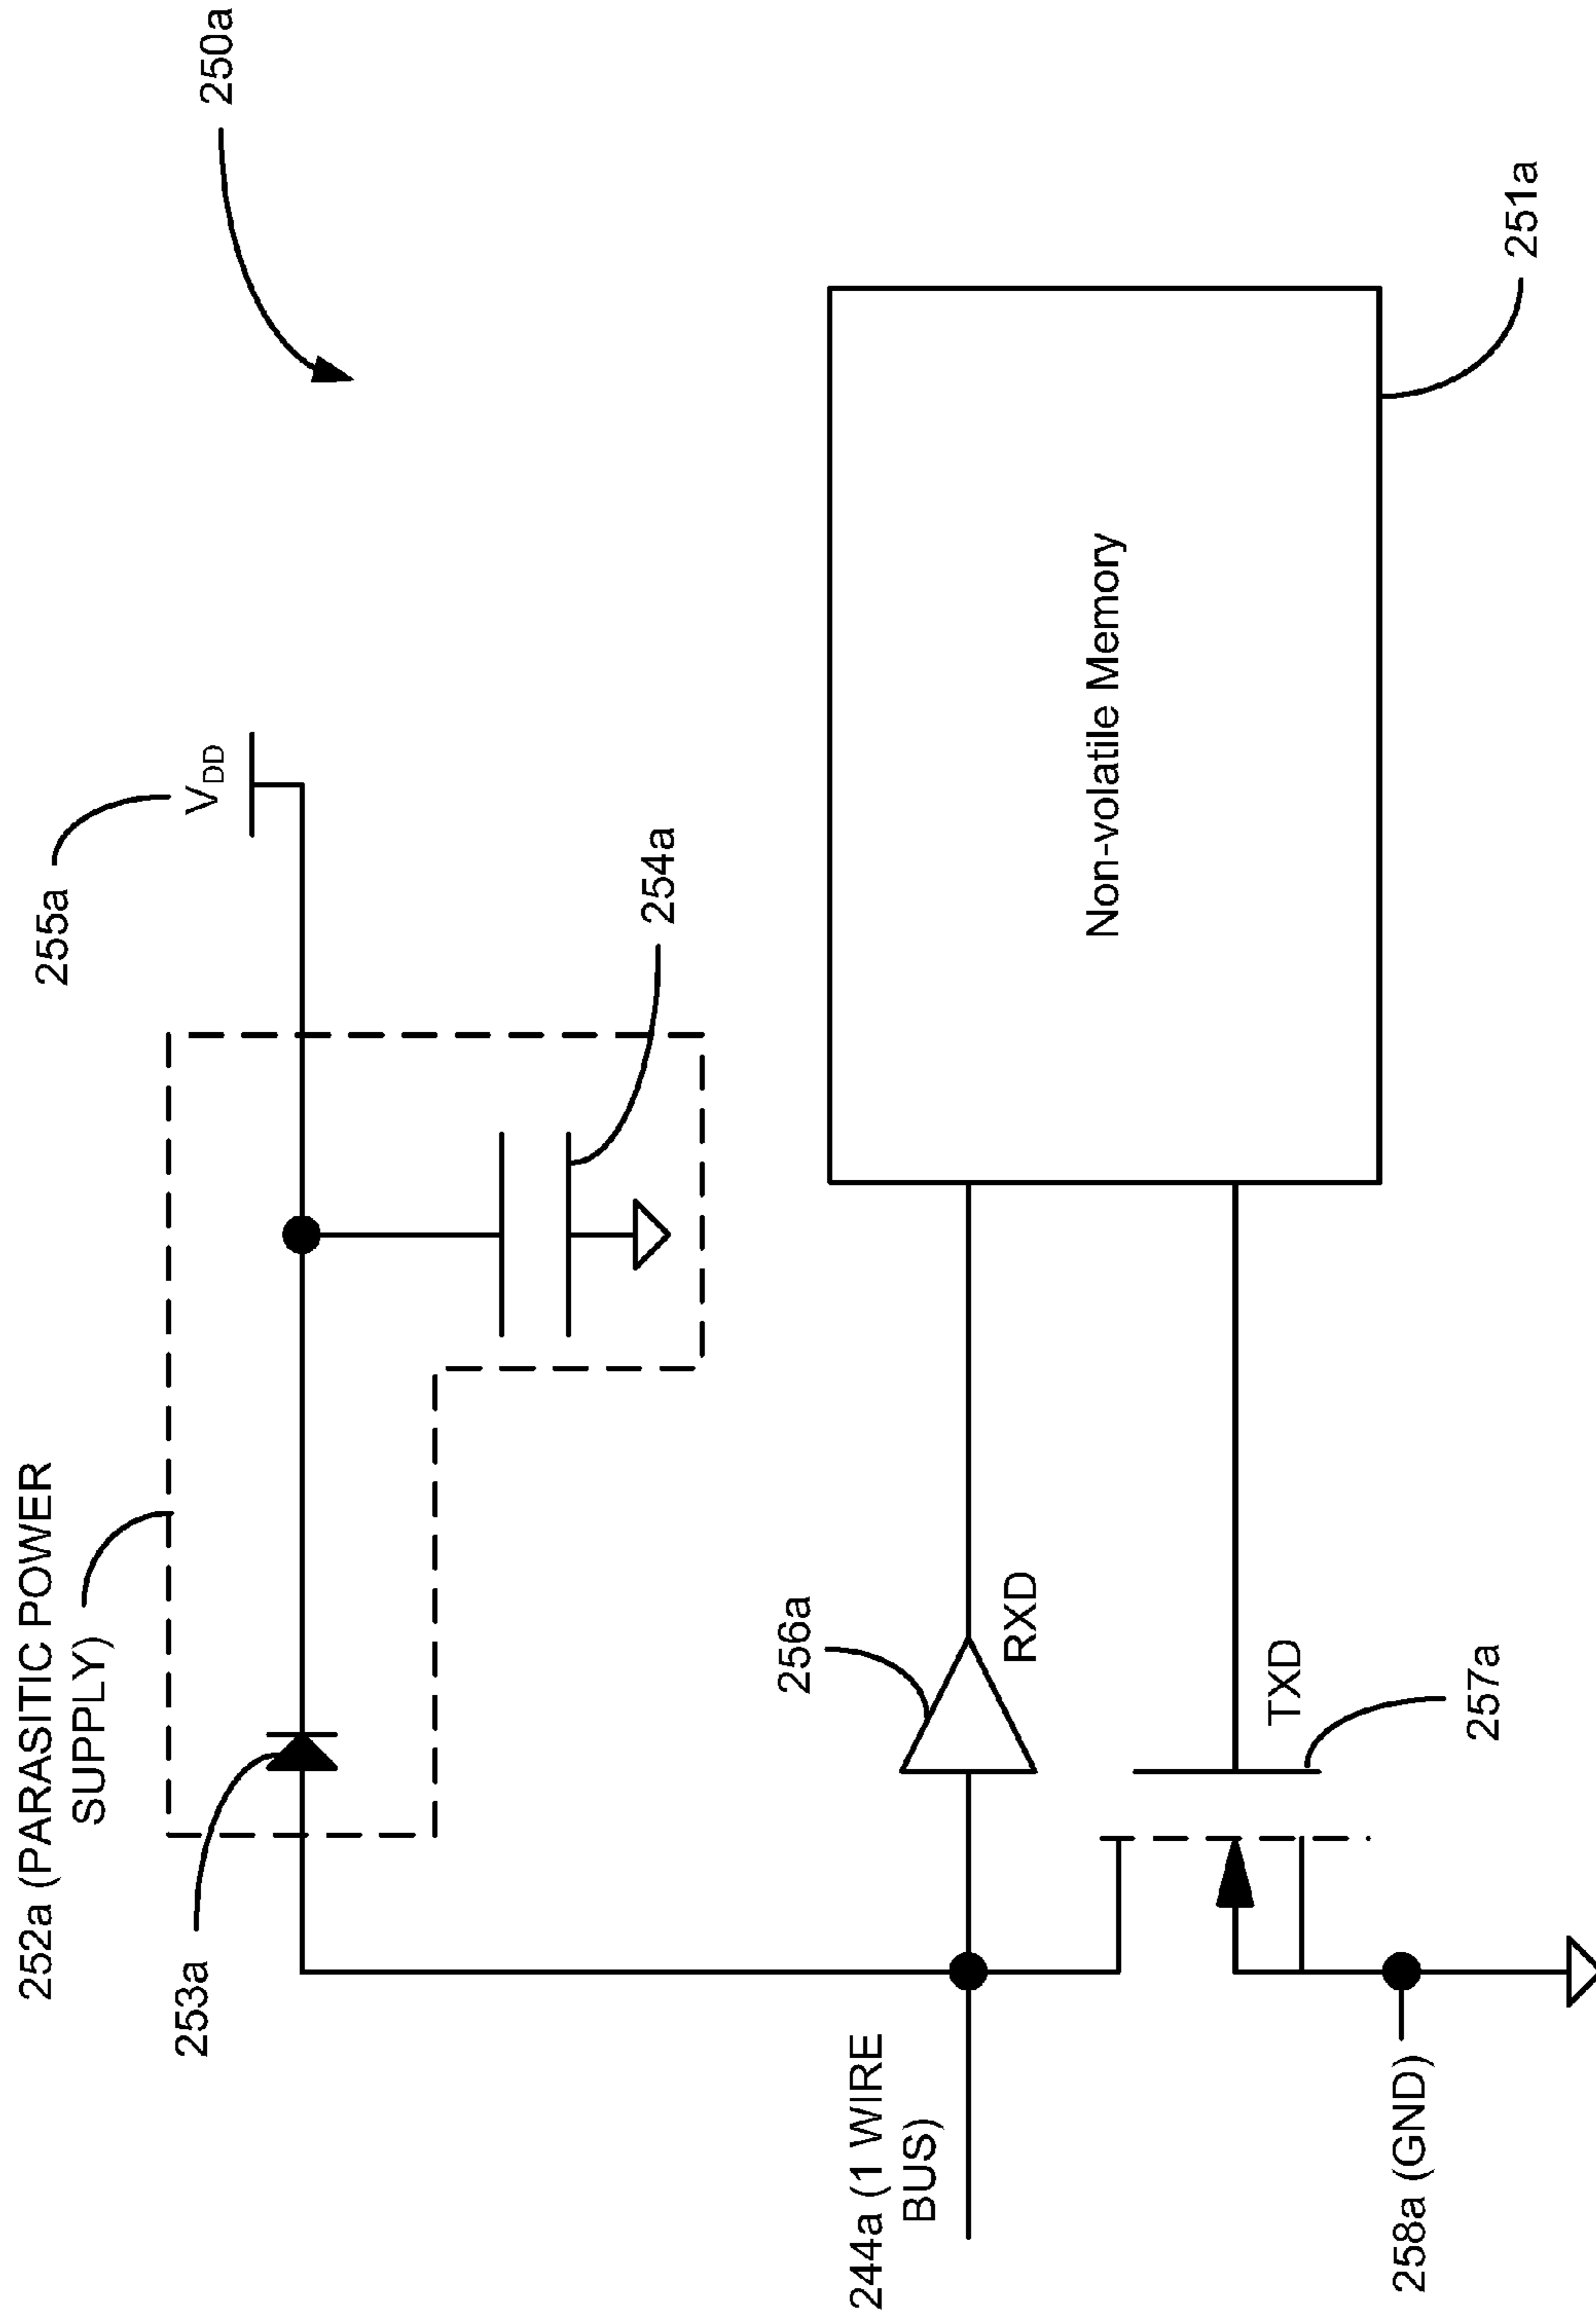 252a (PARASITIC POWER
SUPPLY)
253a
255a
VDD
254a
250a
244a (1 WIRE
BUS)
256a
RXD
Non-volatile Memory
251a
TXD
257a
258a (GND)